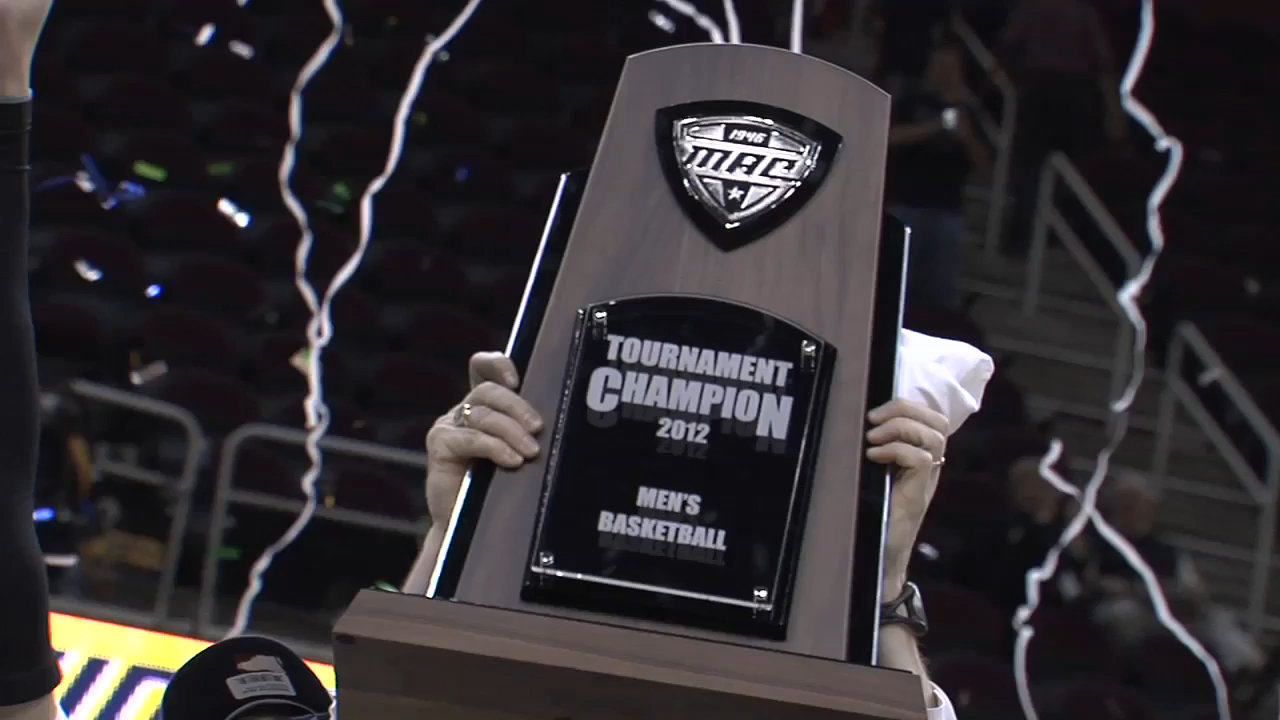 1946
MAC
TOURNAMENT
CHAMPION
2012
MEN'S
BASKETBALL